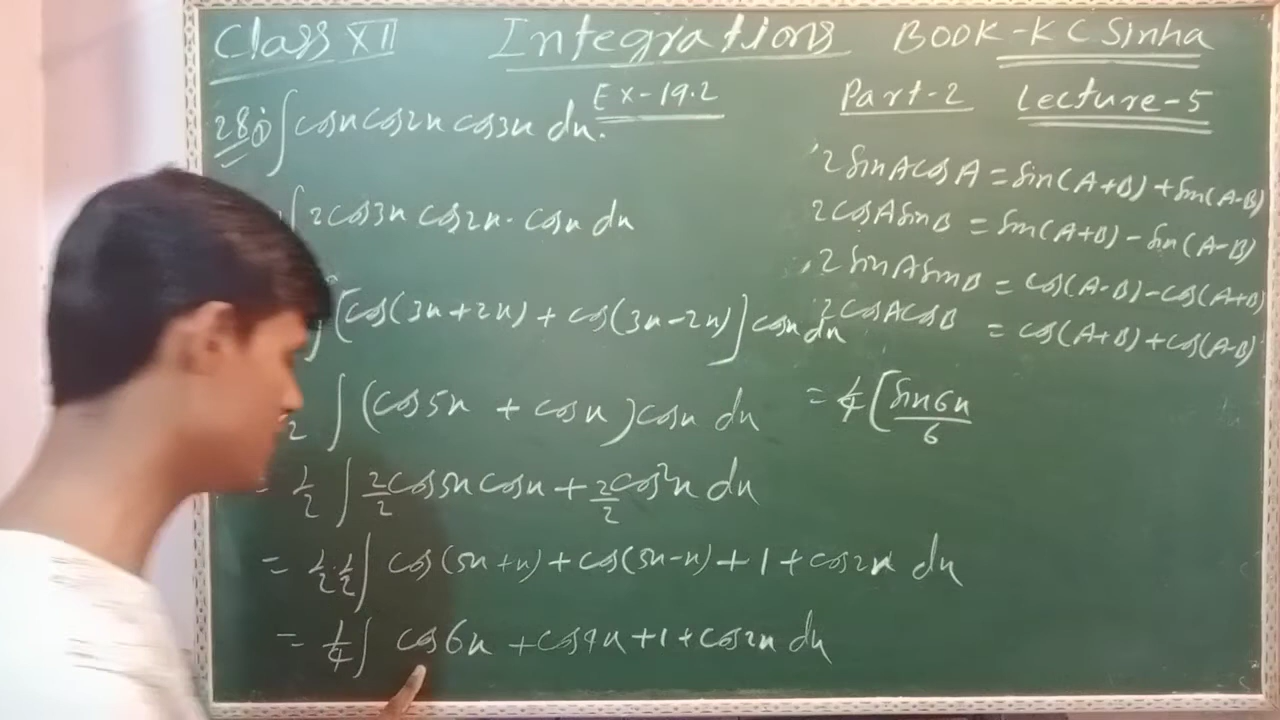 Class XII Integrations BOOK-KC Sinha
Ex-19.2 Part-2 Lecture-5
28.(i) ∫ cosx cos2x cos3x dx.
∫ 2cos3x cos2x. cosx dx
∫ [cos(3x+2x) + cos(3x-2x)] cosx dx
2 ∫ (cos5x + cosx) cosx dx
= 1/2 ∫ 2/2 cos5x cosx + 2/2 cos²x dx
= 1/2 . 1/2 ∫ cos(5x+x) + cos(5x-x) + 1 + cos2x dx
= 1/4 ∫ cos6x + cos4x + 1 + cos2x dx
2 sinA cosA = sin(A+B) + sin(A-B)
2 cosA sinB = sin(A+B) - sin(A-B)
2 sinA sinB = cos(A-B) - cos(A+B)
2 cosA cosB = cos(A+B) + cos(A-B)
= 1/4 [ sin6x/6